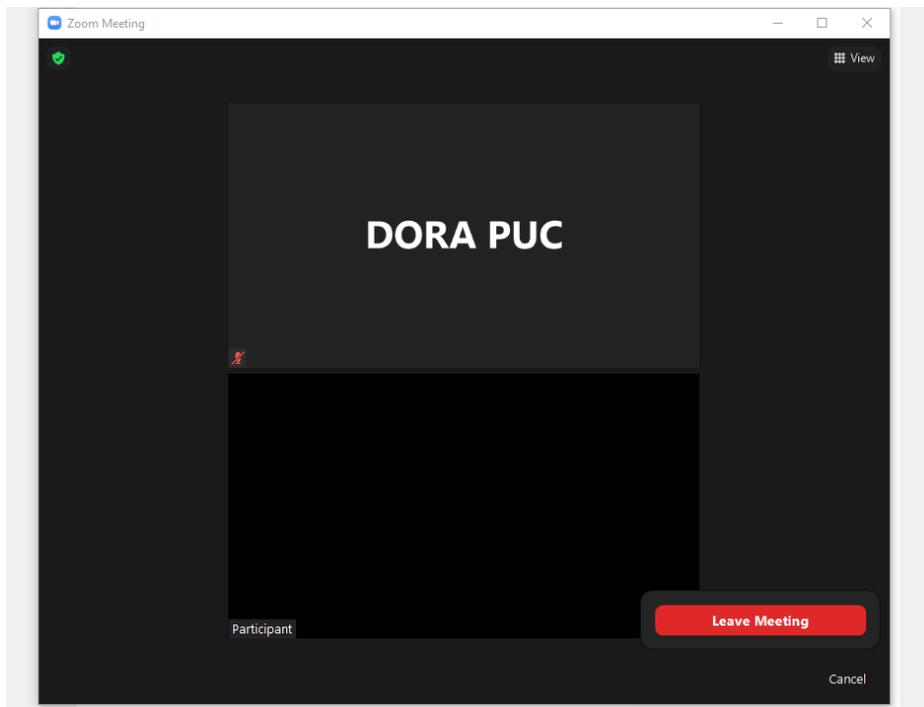 Zoom Meeting
View
DORA PUC
Participant
Leave Meeting
Cancel